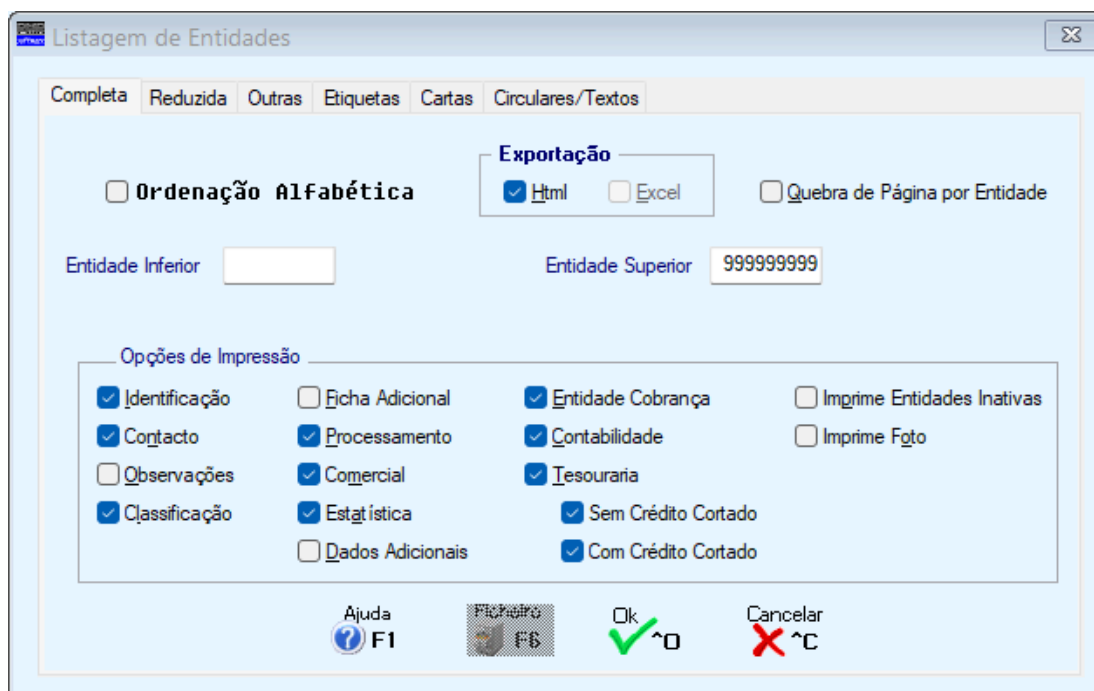 Listagem de Entidades
Completa Reduzida Outras Etiquetas Cartas Circulares/Textos
Exportação
Ordenação Alfabética Html Excel Quebra de Página por Entidade
Entidade Inferior Entidade Superior 999999999
Opções de Impressão
Identificação Ficha Adicional Entidade Cobrança Imprime Entidades Inativas
Contacto Processamento Contabilidade Imprime Foto
Observações Comercial Tesouraria
Classificação Estatística Sem Crédito Cortado
Dados Adicionais Com Crédito Cortado
Ajuda Ficheiro Ok Cancelar
F1 F6 ^O ^C